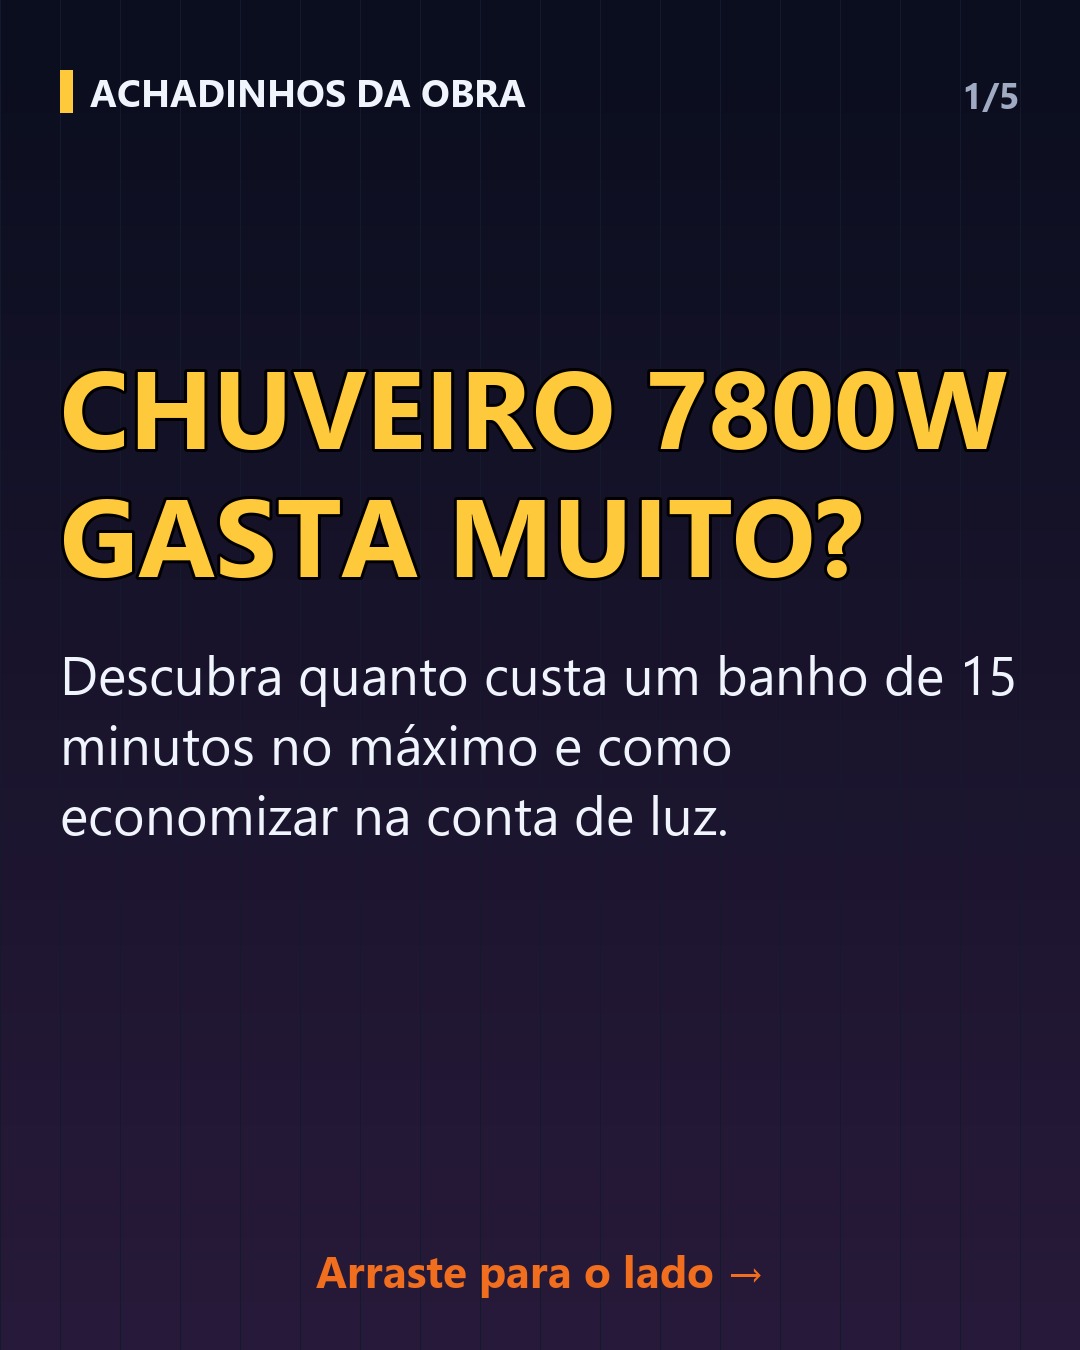 ACHADINHOS DA OBRA
1/5
CHUVEIRO 7800W
GASTA MUITO?
Descubra quanto custa um banho de 15
minutos no máximo e como
economizar na conta de luz.
Arraste para o lado →